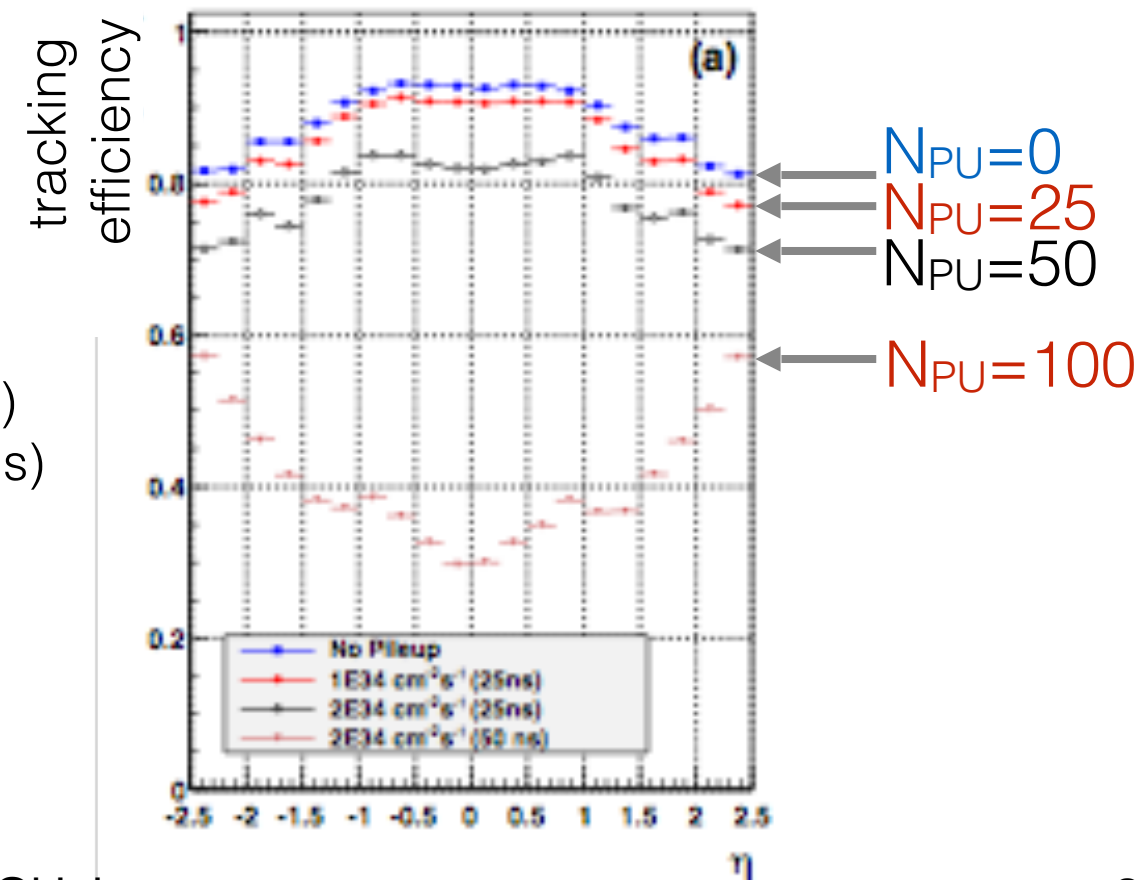 tracking
efficiency
(a)
1
0.8
0.6
0.4
0.2
0
-2.5 -2 -1.5 -1 -0.5 0 0.5 1 1.5 2 2.5
η
No Pileup
1E34 cm⁻²s⁻¹ (25ns)
2E34 cm⁻²s⁻¹ (25ns)
2E34 cm⁻²s⁻¹ (50 ns)
NPU=0
NPU=25
NPU=50
NPU=100
)
s)